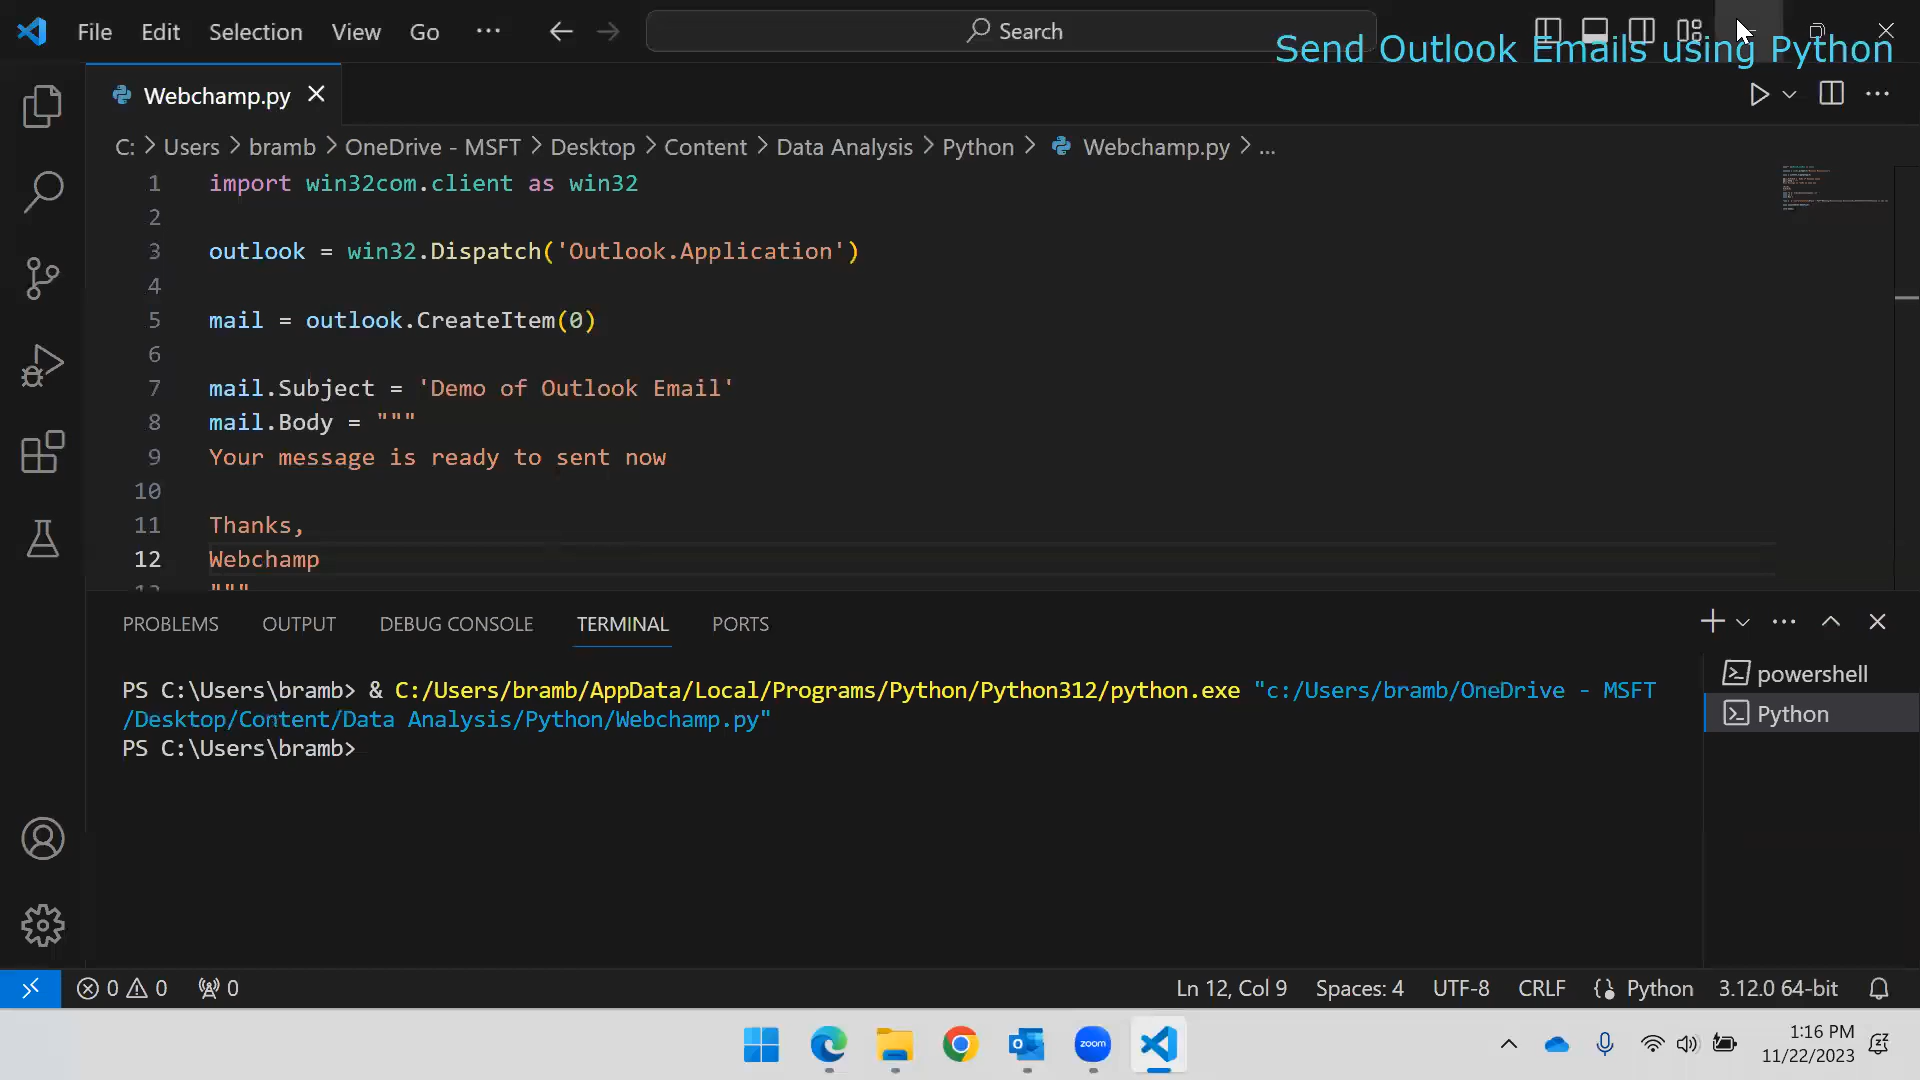 File Edit Selection View Go ··· Search
Send Outlook Emails using Python
Webchamp.py
C: > Users > bramb > OneDrive - MSFT > Desktop > Content > Data Analysis > Python > Webchamp.py > ...
1 import win32com.client as win32
2
3 outlook = win32.Dispatch('Outlook.Application')
4
5 mail = outlook.CreateItem(0)
6
7 mail.Subject = 'Demo of Outlook Email'
8 mail.Body = """
9 Your message is ready to sent now
10
11 Thanks,
12 Webchamp
13 """
PROBLEMS OUTPUT DEBUG CONSOLE TERMINAL PORTS
PS C:\Users\bramb> & C:/Users/bramb/AppData/Local/Programs/Python/Python312/python.exe "c:/Users/bramb/OneDrive - MSFT
/Desktop/Content/Data Analysis/Python/Webchamp.py"
PS C:\Users\bramb>
powershell
Python
0 0 0 Ln 12, Col 9 Spaces: 4 UTF-8 CRLF Python 3.12.0 64-bit
zoom
1:16 PM
11/22/2023